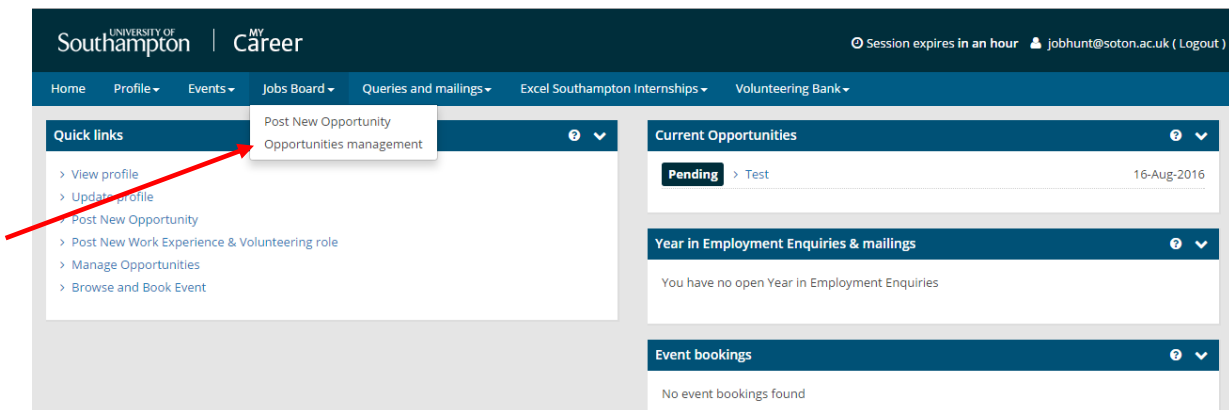 UNIVERSITY OF
Southampton | MY Career
Session expires in an hour jobhunt@soton.ac.uk ( Logout )
Home Profile Events Jobs Board Queries and mailings Excel Southampton Internships Volunteering Bank
Post New Opportunity
Opportunities management
Quick links
> View profile
> Update profile
> Post New Opportunity
> Post New Work Experience & Volunteering role
> Manage Opportunities
> Browse and Book Event
Current Opportunities
Pending > Test 16-Aug-2016
Year in Employment Enquiries & mailings
You have no open Year in Employment Enquiries
Event bookings
No event bookings found